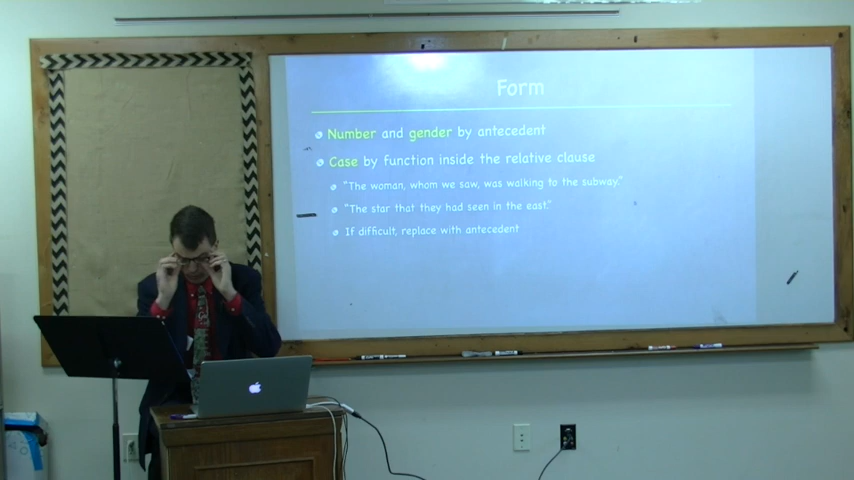 Form
Number and gender by antecedent
Case by function inside the relative clause
"The woman, whom we saw, was walking to the subway."
"The star that they had seen in the east."
If difficult, replace with antecedent